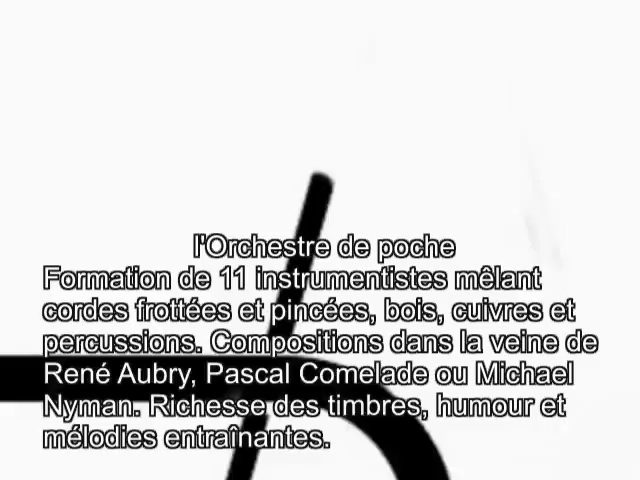 l'Orchestre de poche
Formation de 11 instrumentistes mêlant
cordes frottées et pincées, bois, cuivres et
percussions. Compositions dans la veine de
René Aubry, Pascal Comelade ou Michael
Nyman. Richesse des timbres, humour et
mélodies entraînantes.